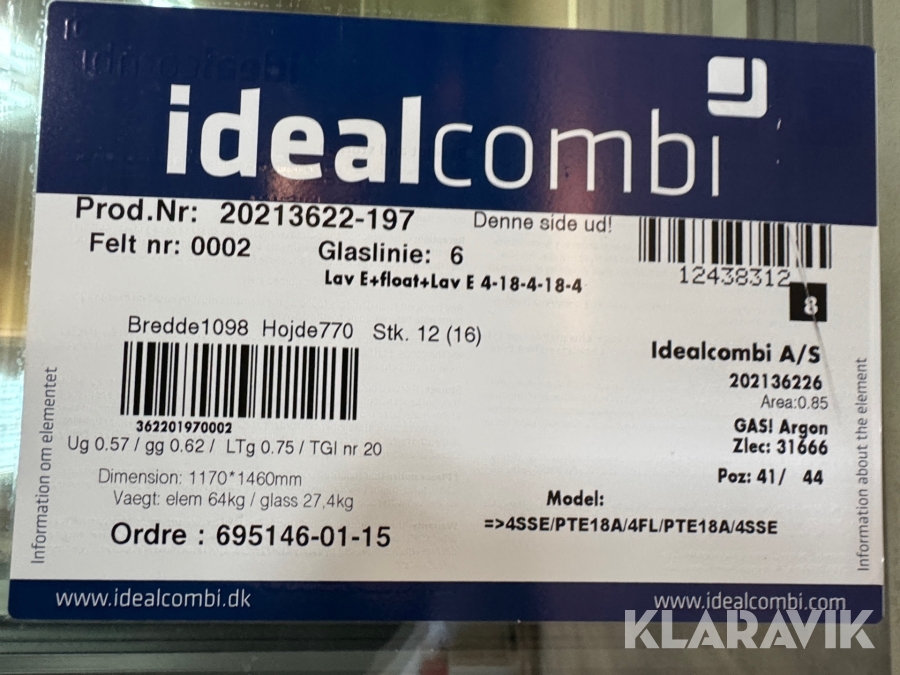 idealcombi
Prod.Nr: 20213622-197
Denne side ud!
Felt nr: 0002
Glaslinie: 6
12438312
Lav E+float+Lav E 4-18-4-18-4
8
Bredde1098 Hojde770 Stk. 12 (16)
Idealcombi A/S
202136226
Area:0.85
362201970002
GAS! Argon
Ug 0.57 / gg 0.62 / LTg 0.75 / TGI nr 20
Zlec: 31666
Dimension: 1170*1460mm
Poz: 41/ 44
Vaegt: elem 64kg / glass 27,4kg
Model:
Ordre : 695146-01-15
=>4SSE/PTE18A/4FL/PTE18A/4SSE
Information om elementet
Information about the element
www.idealcombi.dk
www.idealcombi.com
KLARAVIK